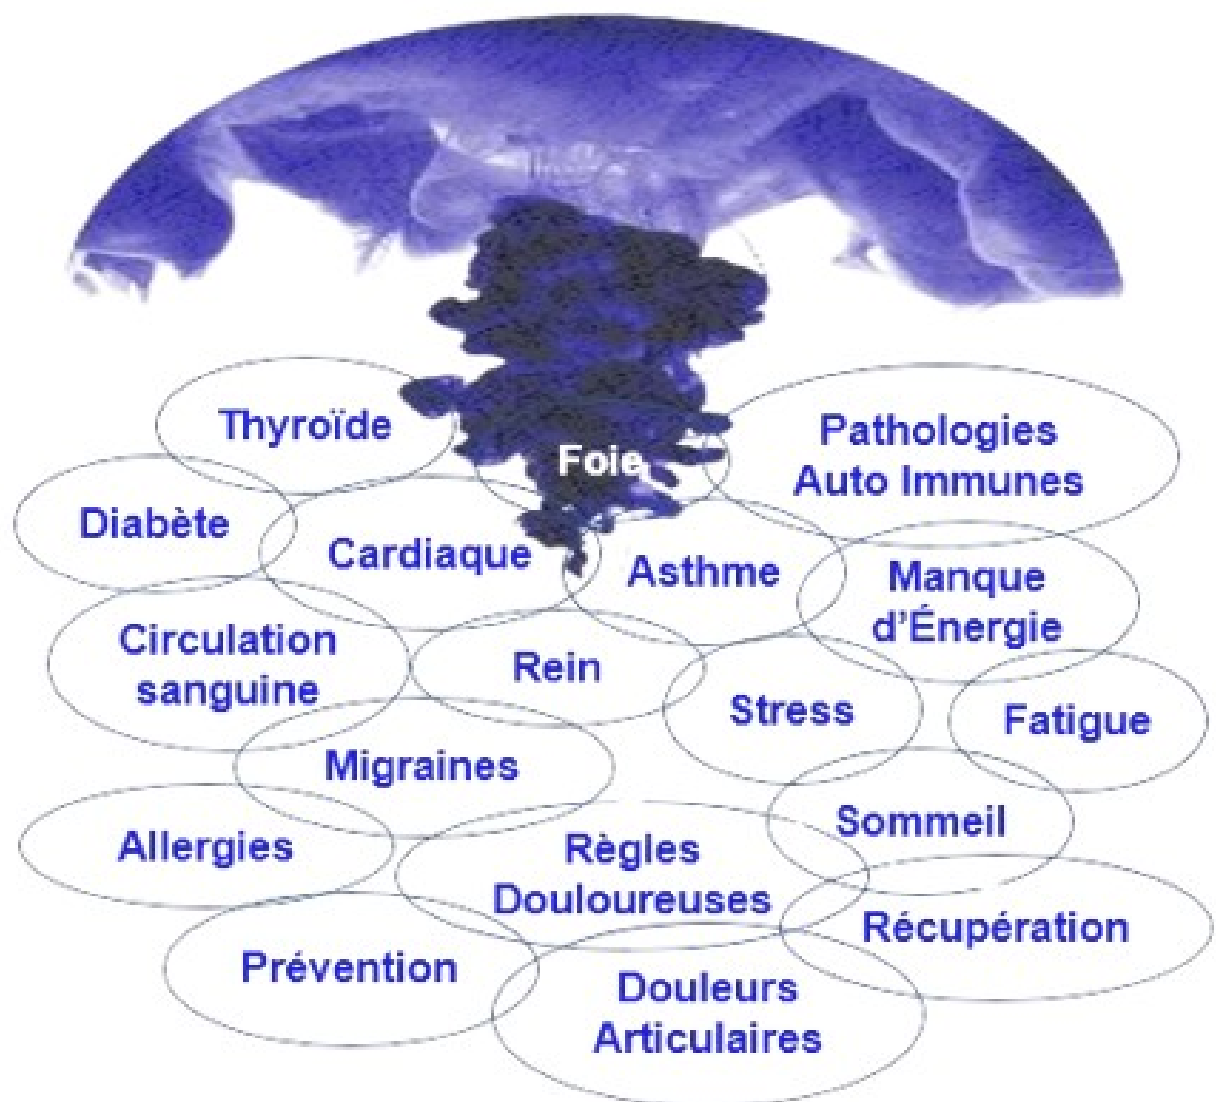 Thyroïde
Foie
Pathologies
Auto Immunes
Diabète
Cardiaque
Asthme
Manque
d'Énergie
Circulation
sanguine
Rein
Stress
Fatigue
Migraines
Sommeil
Allergies
Règles
Douloureuses
Récupération
Prévention
Douleurs
Articulaires